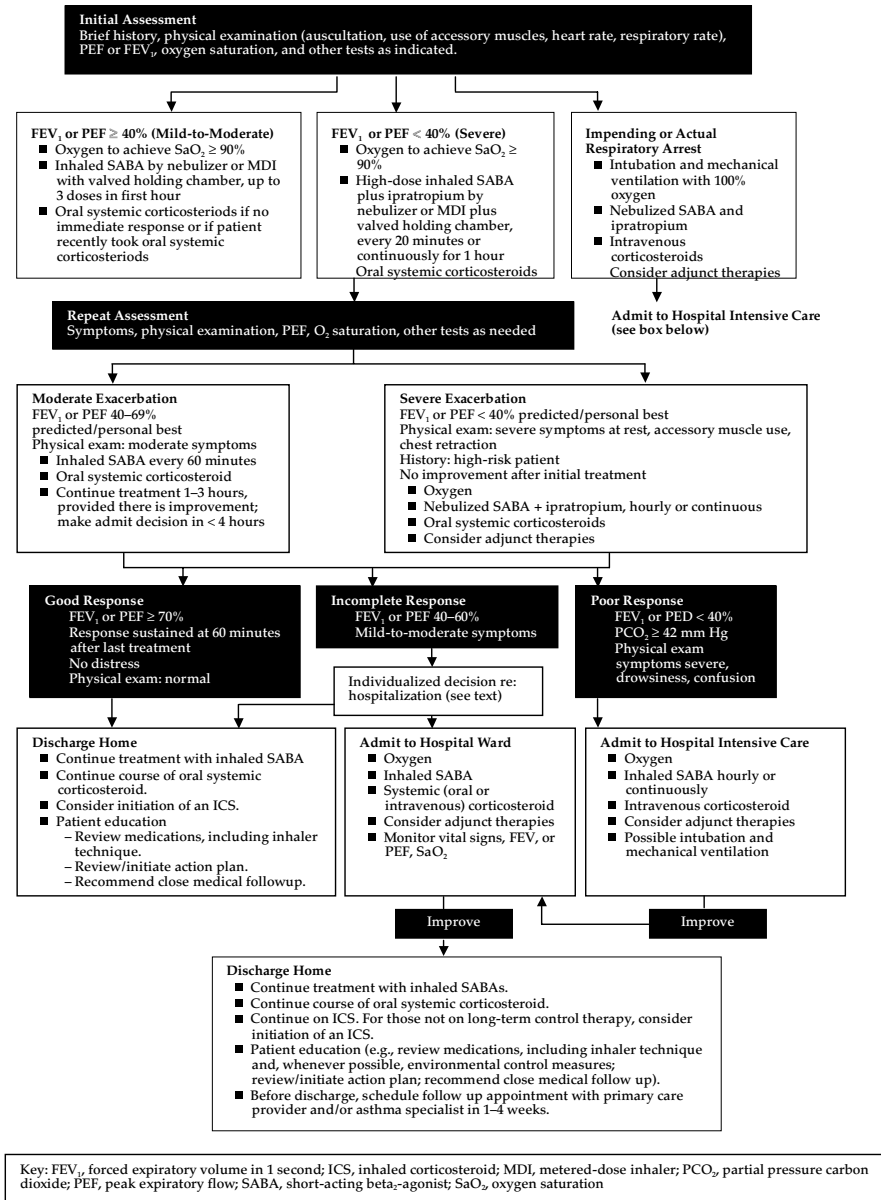 Initial Assessment
Brief history, physical examination (auscultation, use of accessory muscles, heart rate, respiratory rate),
PEF or FEV₁, oxygen saturation, and other tests as indicated.
FEV₁ or PEF ≥ 40% (Mild-to-Moderate)
■ Oxygen to achieve SaO₂ ≥ 90%
■ Inhaled SABA by nebulizer or MDI
with valved holding chamber, up to
3 doses in first hour
■ Oral systemic corticosteriods if no
immediate response or if patient
recently took oral systemic
corticosteriods
FEV₁ or PEF < 40% (Severe)
■ Oxygen to achieve SaO₂ ≥
90%
■ High-dose inhaled SABA
plus ipratropium by
nebulizer or MDI plus
valved holding chamber,
every 20 minutes or
continuously for 1 hour
Oral systemic corticosteroids
Impending or Actual
Respiratory Arrest
■ Intubation and mechanical
ventilation with 100%
oxygen
■ Nebulized SABA and
ipratropium
■ Intravenous
corticosteroids
Consider adjunct therapies
Repeat Assessment
Symptoms, physical examination, PEF, O₂ saturation, other tests as needed
Admit to Hospital Intensive Care
(see box below)
Moderate Exacerbation
FEV₁ or PEF 40–69%
predicted/personal best
Physical exam: moderate symptoms
■ Inhaled SABA every 60 minutes
■ Oral systemic corticosteroid
■ Continue treatment 1–3 hours,
provided there is improvement;
make admit decision in < 4 hours
Severe Exacerbation
FEV₁ or PEF < 40% predicted/personal best
Physical exam: severe symptoms at rest, accessory muscle use,
chest retraction
History: high-risk patient
No improvement after initial treatment
■ Oxygen
■ Nebulized SABA + ipratropium, hourly or continuous
■ Oral systemic corticosteroids
■ Consider adjunct therapies
Good Response
FEV₁ or PEF ≥ 70%
Response sustained at 60 minutes
after last treatment
No distress
Physical exam: normal
Incomplete Response
FEV₁ or PEF 40–60%
Mild-to-moderate symptoms
Poor Response
FEV₁ or PED < 40%
PCO₂ ≥ 42 mm Hg
Physical exam
symptoms severe,
drowsiness, confusion
Individualized decision re:
hospitalization (see text)
Discharge Home
■ Continue treatment with inhaled SABA
■ Continue course of oral systemic
corticosteroid.
■ Consider initiation of an ICS.
■ Patient education
– Review medications, including inhaler
technique.
– Review/initiate action plan.
– Recommend close medical followup.
Admit to Hospital Ward
■ Oxygen
■ Inhaled SABA
■ Systemic (oral or
intravenous) corticosteroid
■ Consider adjunct therapies
■ Monitor vital signs, FEV, or
PEF, SaO₂
Admit to Hospital Intensive Care
■ Oxygen
■ Inhaled SABA hourly or
continuously
■ Intravenous corticosteroid
■ Consider adjunct therapies
■ Possible intubation and
mechanical ventilation
Improve
Improve
Discharge Home
■ Continue treatment with inhaled SABAs.
■ Continue course of oral systemic corticosteroid.
■ Continue on ICS. For those not on long-term control therapy, consider
initiation of an ICS.
■ Patient education (e.g., review medications, including inhaler technique
and, whenever possible, environmental control measures;
review/initiate action plan; recommend close medical follow up).
■ Before discharge, schedule follow up appointment with primary care
provider and/or asthma specialist in 1–4 weeks.
Key: FEV₁, forced expiratory volume in 1 second; ICS, inhaled corticosteroid; MDI, metered-dose inhaler; PCO₂, partial pressure carbon
dioxide; PEF, peak expiratory flow; SABA, short-acting beta₂-agonist; SaO₂, oxygen saturation